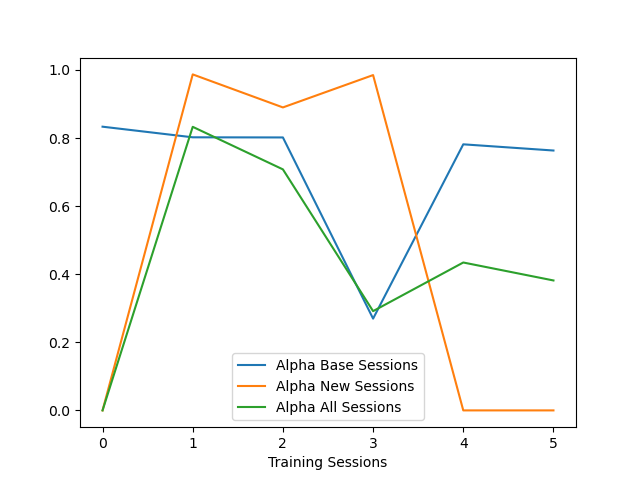 1.0
0.8
0.6
0.4
0.2
0.0
Alpha Base Sessions
Alpha New Sessions
Alpha All Sessions
0 1 2 3 4 5
Training Sessions